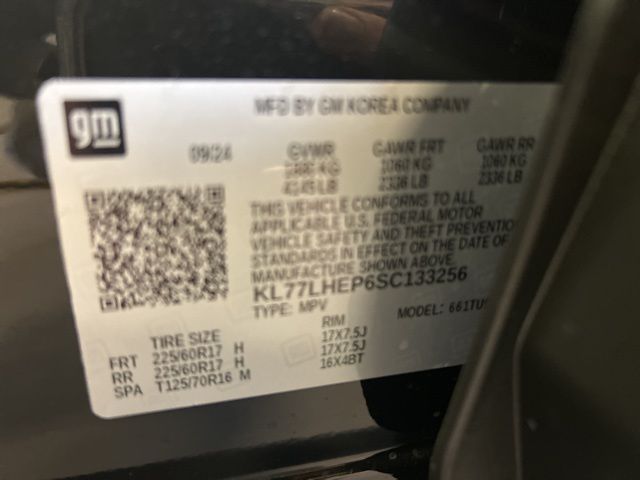 gm
MFD BY GM KOREA COMPANY
09/24 GVWR GAWR FRT GAWR RR
KG 1060 KG 1060 KG
LB 2336 LB 2336 LB
THIS VEHICLE CONFORMS TO ALL
APPLICABLE U.S. FEDERAL MOTOR
VEHICLE SAFETY AND THEFT PREVENTIO
STANDARDS IN EFFECT ON THE DATE OF
MANUFACTURE SHOWN ABOVE.
KL77LHEP6SC133256
TYPE: MPV MODEL: 661TU
TIRE SIZE RIM
FRT 225/60R17 H 17X7.5J
RR 225/60R17 H 17X7.5J
SPA T125/70R16 M 16X4BT